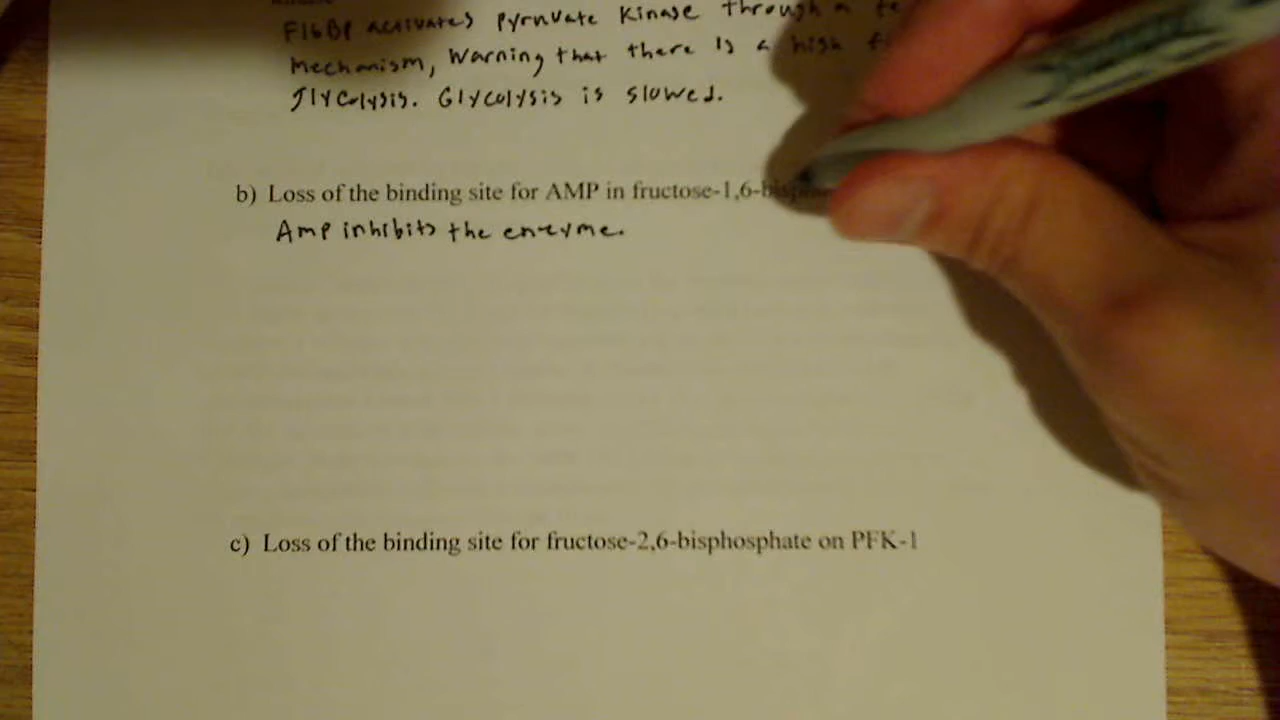 F16BP activates pyruvate kinase through a fe
Mechanism, Warning that there is a high f
glycolysis. Glycolysis is slowed.
b) Loss of the binding site for AMP in fructose-1,6-
Amp inhibits the enzyme.
c) Loss of the binding site for fructose-2,6-bisphosphate on PFK-1